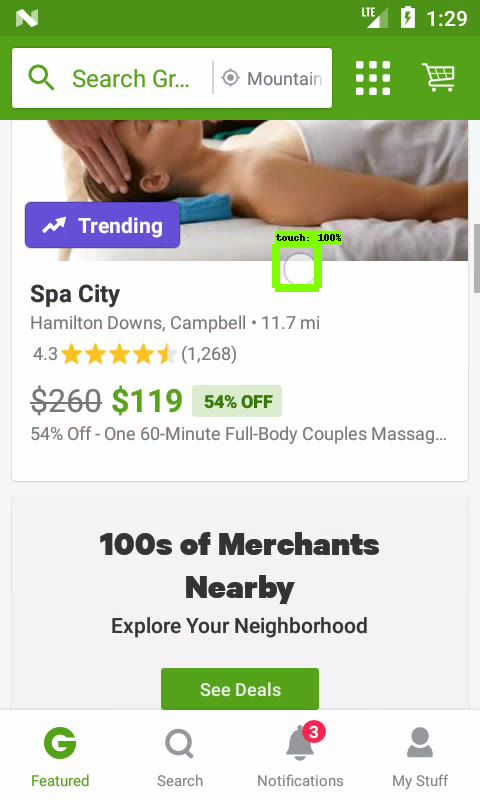 LTE 1:29
Search Gr... Mountain
Trending
touch: 100%
Spa City
Hamilton Downs, Campbell • 11.7 mi
4.3 (1,268)
$260 $119 54% OFF
54% Off - One 60-Minute Full-Body Couples Massag...
100s of Merchants
Nearby
Explore Your Neighborhood
See Deals
3
Featured Search Notifications My Stuff